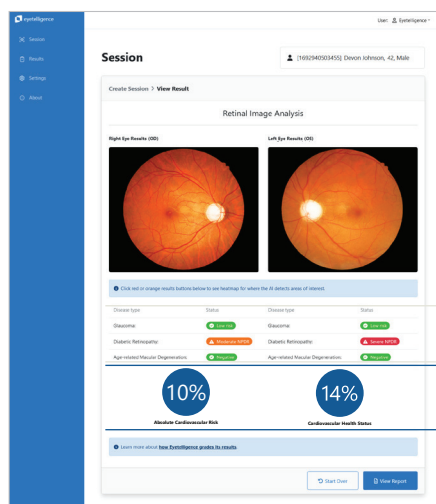 eyetelligence
User: Eyetelligence
Session
Results
Settings
About
Session
[1692940503455]: Devon Johnson, 42, Male
Create Session > View Result
Retinal Image Analysis
Right Eye Results (OD)
Left Eye Results (OS)
Click red or orange results buttons below to see heatmap for where the AI detects areas of interest.
Disease type Status Disease type Status
Glaucoma: Low risk Glaucoma: Low risk
Diabetic Retinopathy: Moderate NPDR Diabetic Retinopathy: Severe NPDR
Age-related Macular Degeneration: Negative Age-related Macular Degeneration: Negative
10% 14%
Absolute Cardiovascular Risk Cardiovascular Health Status
Learn more about how Eyetelligence grades its results.
Start Over View Report